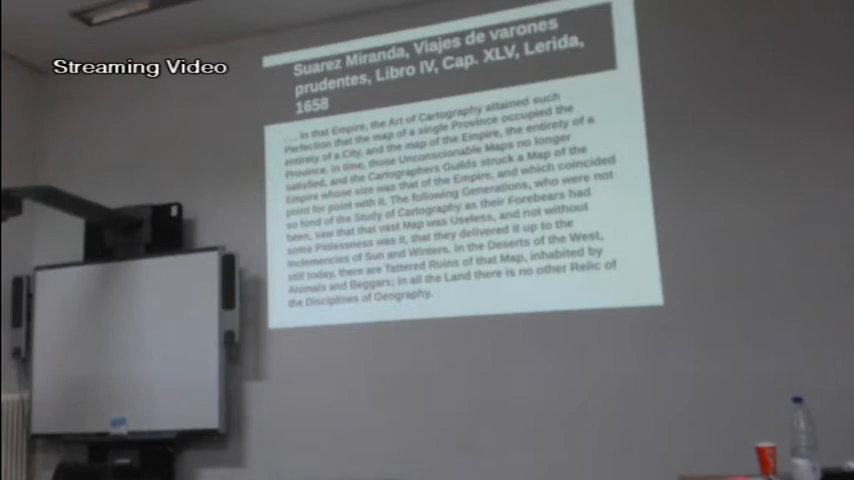 Streaming Video
Suarez Miranda, Viajes de varones
prudentes, Libro IV, Cap. XLV, Lerida,
1658
. . . In that Empire, the Art of Cartography attained such
Perfection that the map of a single Province occupied the
entirety of a City, and the map of the Empire, the entirety of a
Province. In time, those Unconscionable Maps no longer
satisfied, and the Cartographers Guilds struck a Map of the
Empire whose size was that of the Empire, and which coincided
point for point with it. The following Generations, who were not
so fond of the Study of Cartography as their Forebears had
been, saw that that vast Map was Useless, and not without
some Pitilessness was it, that they delivered it up to the
Inclemencies of Sun and Winters. In the Deserts of the West,
still today, there are Tattered Ruins of that Map, inhabited by
Animals and Beggars; in all the Land there is no other Relic of
the Disciplines of Geography.